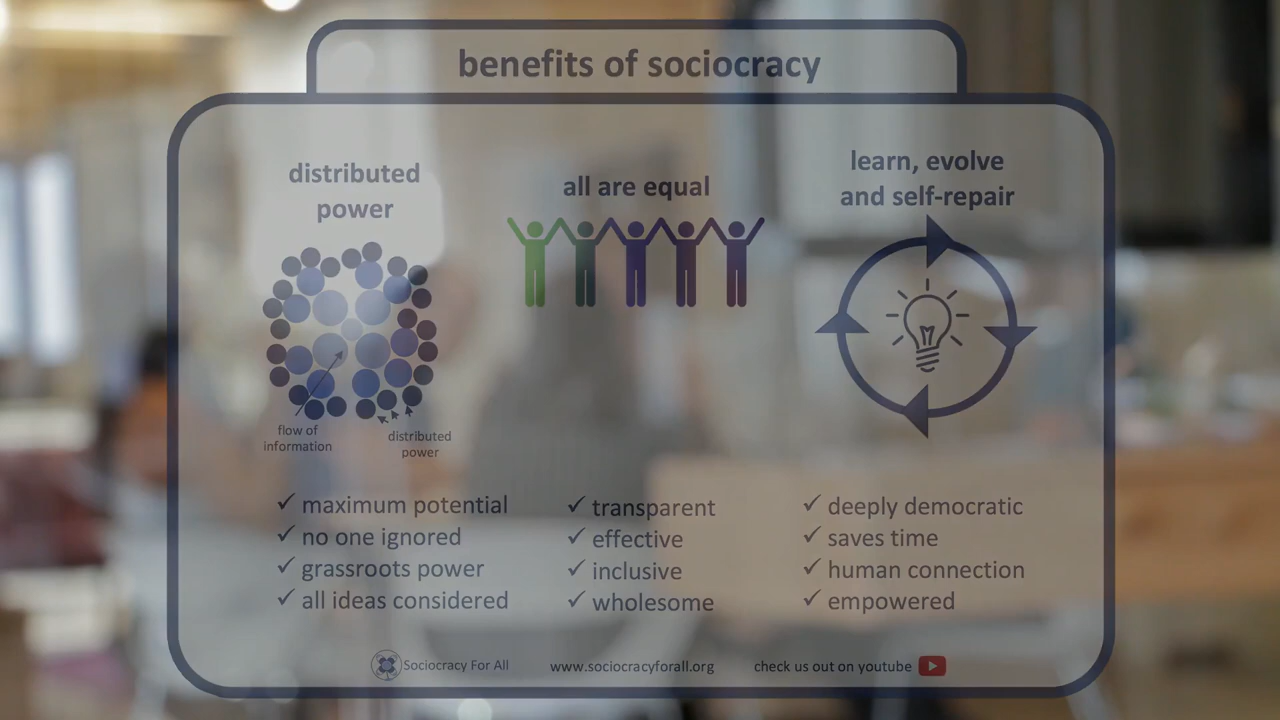 benefits of sociocracy
distributed
power
all are equal
learn, evolve
and self-repair
flow of
information
distributed
power
✓ maximum potential
✓ no one ignored
✓ grassroots power
✓ all ideas considered
✓ transparent
✓ effective
✓ inclusive
✓ wholesome
✓ deeply democratic
✓ saves time
✓ human connection
✓ empowered
Sociocracy For All
www.sociocracyforall.org
check us out on youtube